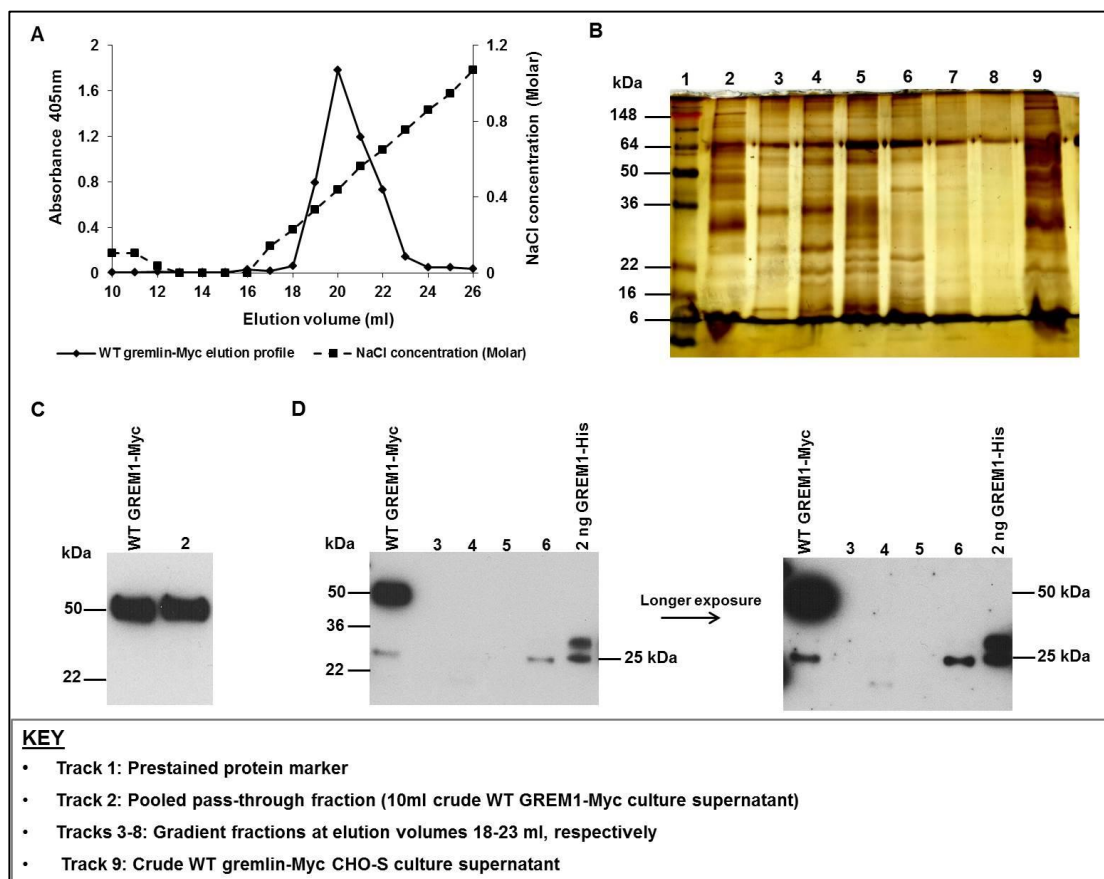 A
B
Absorbance 405nm
2
1.6
1.2
0.8
0.4
0
10 12 14 16 18 20 22 24 26
Elution volume (ml)
1.2
0.8
0.4
0
NaCl concentration (Molar)
WT gremlin-Myc elution profile
NaCl concentration (Molar)
kDa 1 2 3 4 5 6 7 8 9
148
64
50
36
22
16
6
C
D
WT GREM1-Myc
2
kDa
50
22
WT GREM1-Myc
3 4 5 6
2 ng GREM1-His
kDa
50
36
22
25 kDa
Longer exposure
WT GREM1-Myc
3 4 5 6
2 ng GREM1-His
50 kDa
25 kDa
KEY
• Track 1: Prestained protein marker
• Track 2: Pooled pass-through fraction (10ml crude WT GREM1-Myc culture supernatant)
• Tracks 3-8: Gradient fractions at elution volumes 18-23 ml, respectively
• Track 9: Crude WT gremlin-Myc CHO-S culture supernatant